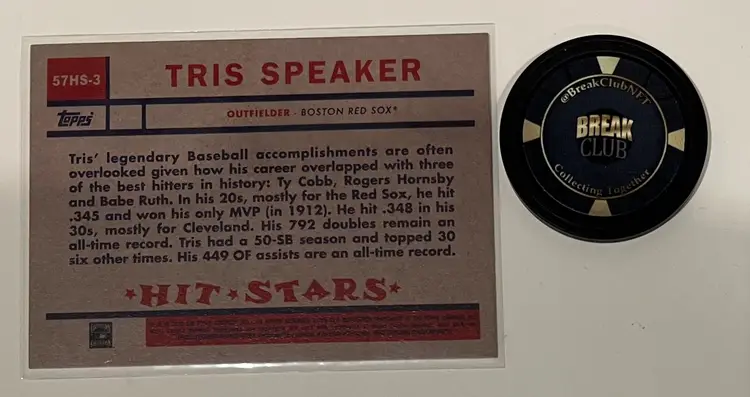 57HS-3
TRIS SPEAKER
Topps
OUTFIELDER - BOSTON RED SOX®
Tris' legendary Baseball accomplishments are often
overlooked given how his career overlapped with three
of the best hitters in history: Ty Cobb, Rogers Hornsby
and Babe Ruth. In his 20s, mostly for the Red Sox, he hit
.345 and won his only MVP (in 1912). He hit .348 in his
30s, mostly for Cleveland. His 792 doubles remain an
all-time record. Tris had a 50-SB season and topped 30
six other times. His 449 OF assists are an all-time record.
HIT STARS
@BreakClubNFT
BREAK
CLUB
Collecting Together